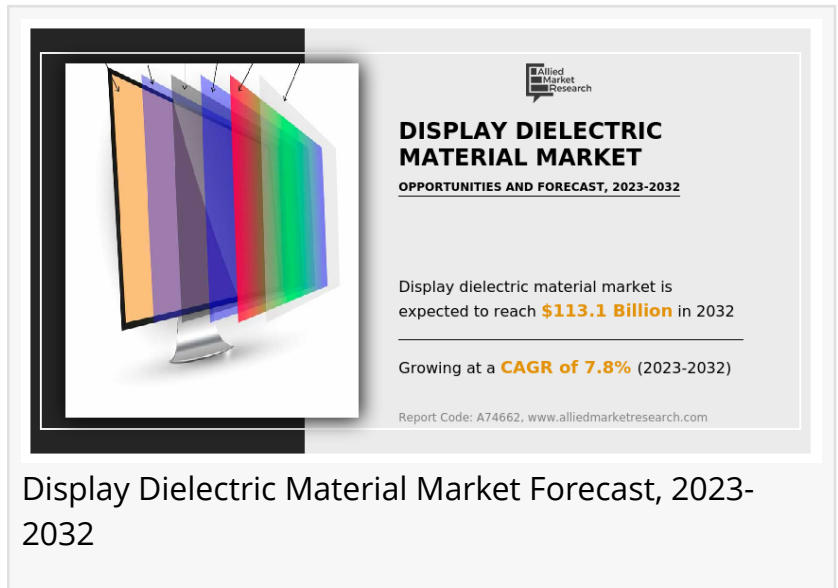 Allied
Market
Research
DISPLAY DIELECTRIC
MATERIAL MARKET
OPPORTUNITIES AND FORECAST, 2023-2032
Display dielectric material market is
expected to reach $113.1 Billion in 2032
Growing at a CAGR of 7.8% (2023-2032)
Report Code: A74662, www.alliedmarketresearch.com
Display Dielectric Material Market Forecast, 2023-
2032